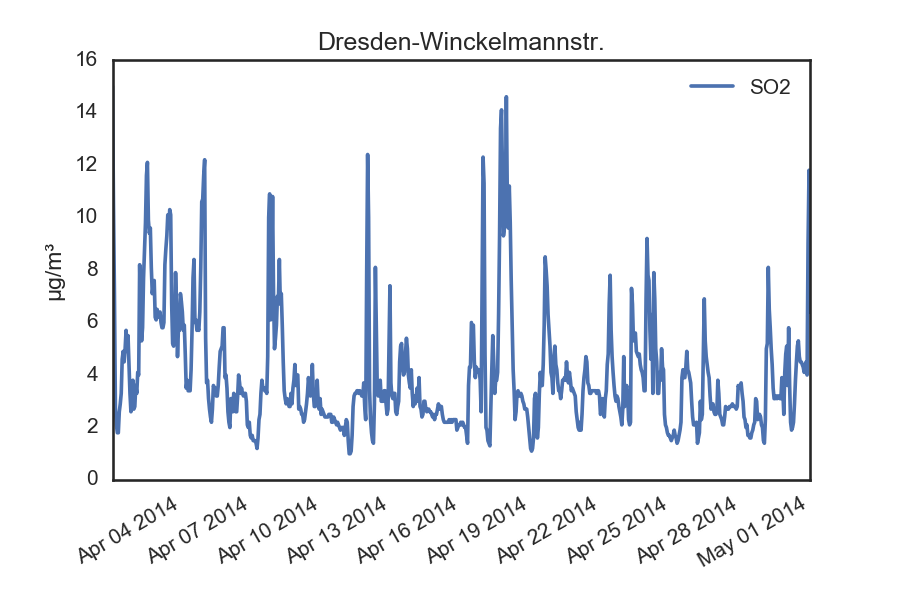 Dresden-Winckelmannstr.
SO2
µg/m³
16
14
12
10
8
6
4
2
0
Apr 04 2014
Apr 07 2014
Apr 10 2014
Apr 13 2014
Apr 16 2014
Apr 19 2014
Apr 22 2014
Apr 25 2014
Apr 28 2014
May 01 2014